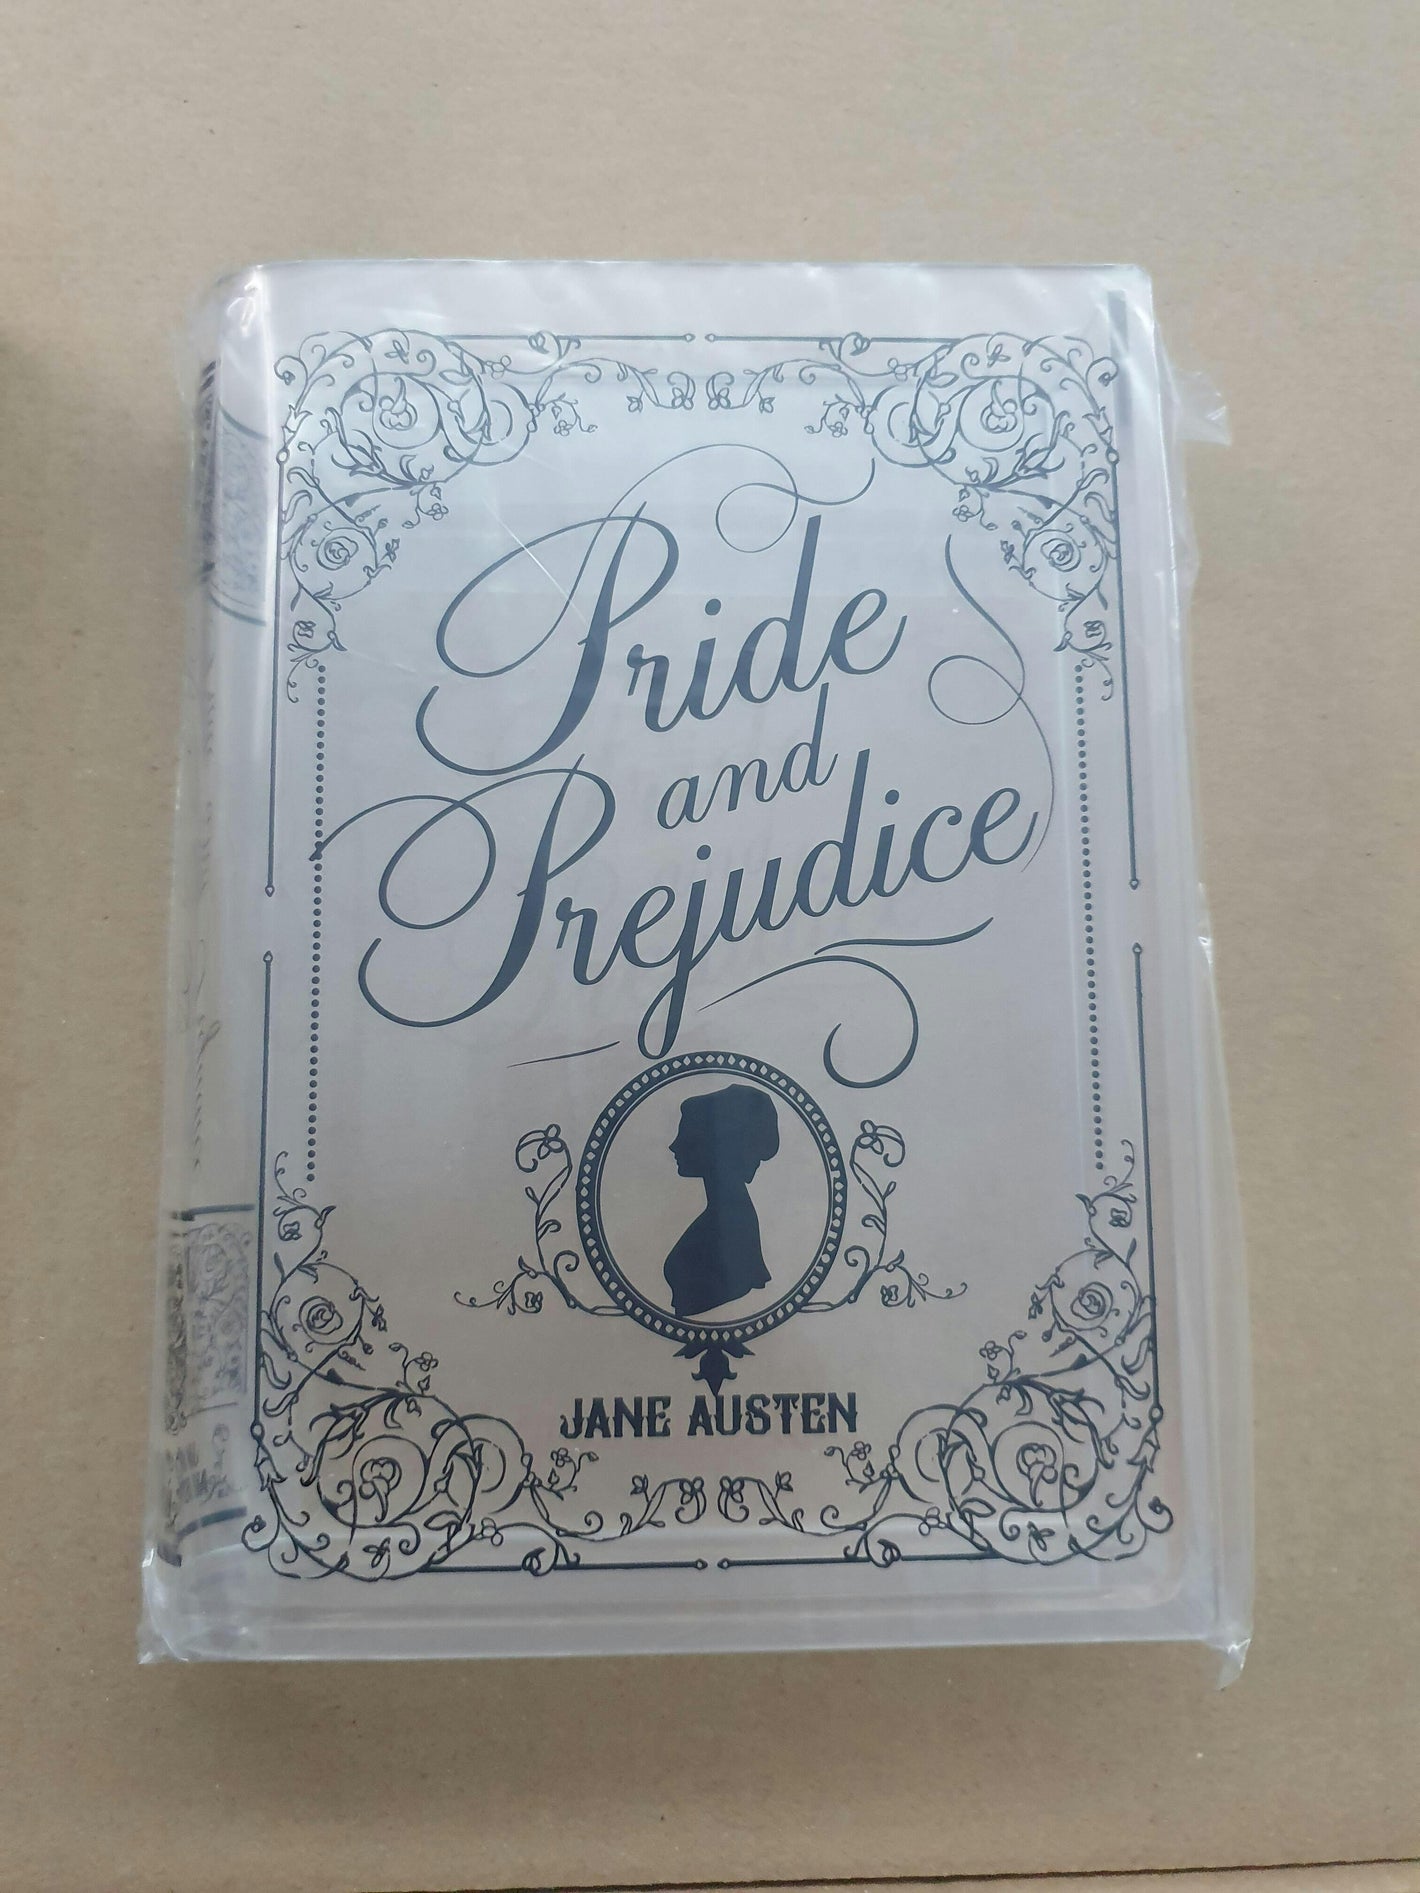 Pride
and
Prejudice
JANE AUSTEN